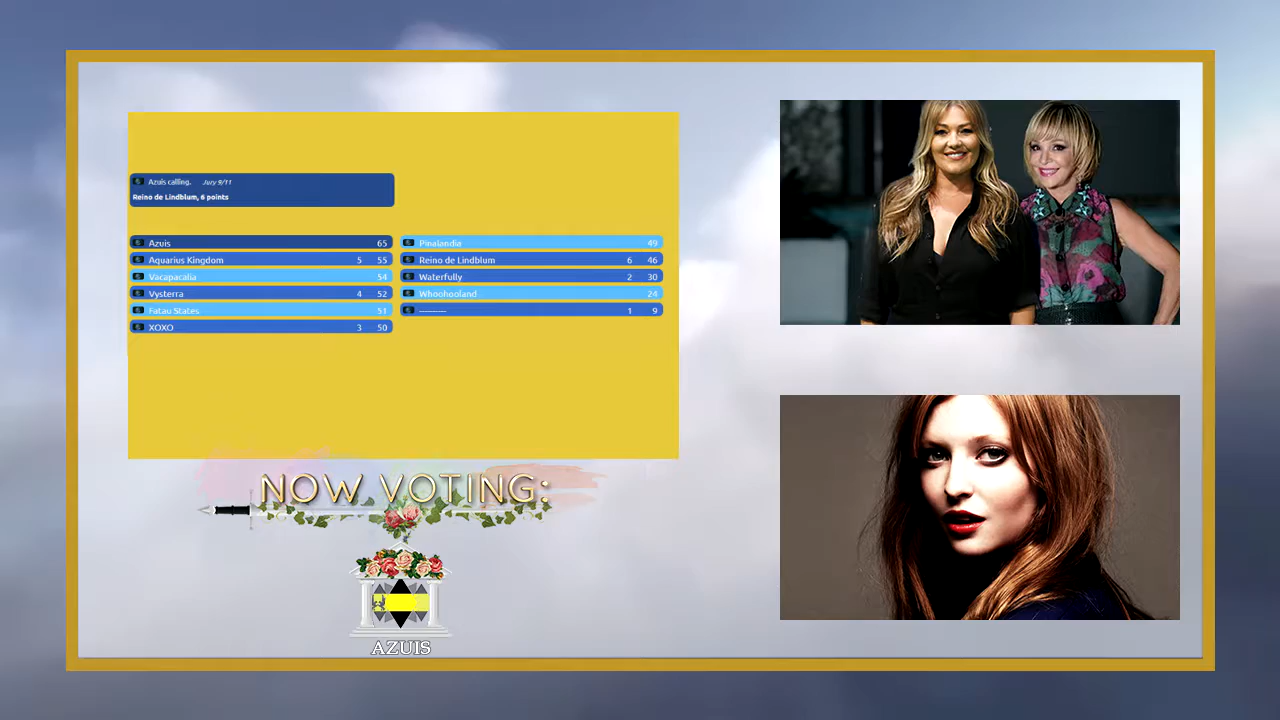 Azuis calling. Jury 9/11
Reino de Lindblum, 6 points
Azuis 65
Aquarius Kingdom 5 55
Vacapacalia 54
Vysterra 4 52
Fatau States 51
XOXO 3 50
Pinalandia 49
Reino de Lindblum 6 46
Waterfully 2 30
Whoohooland 24
---------- 1 9
NOW VOTING:
AZUIS